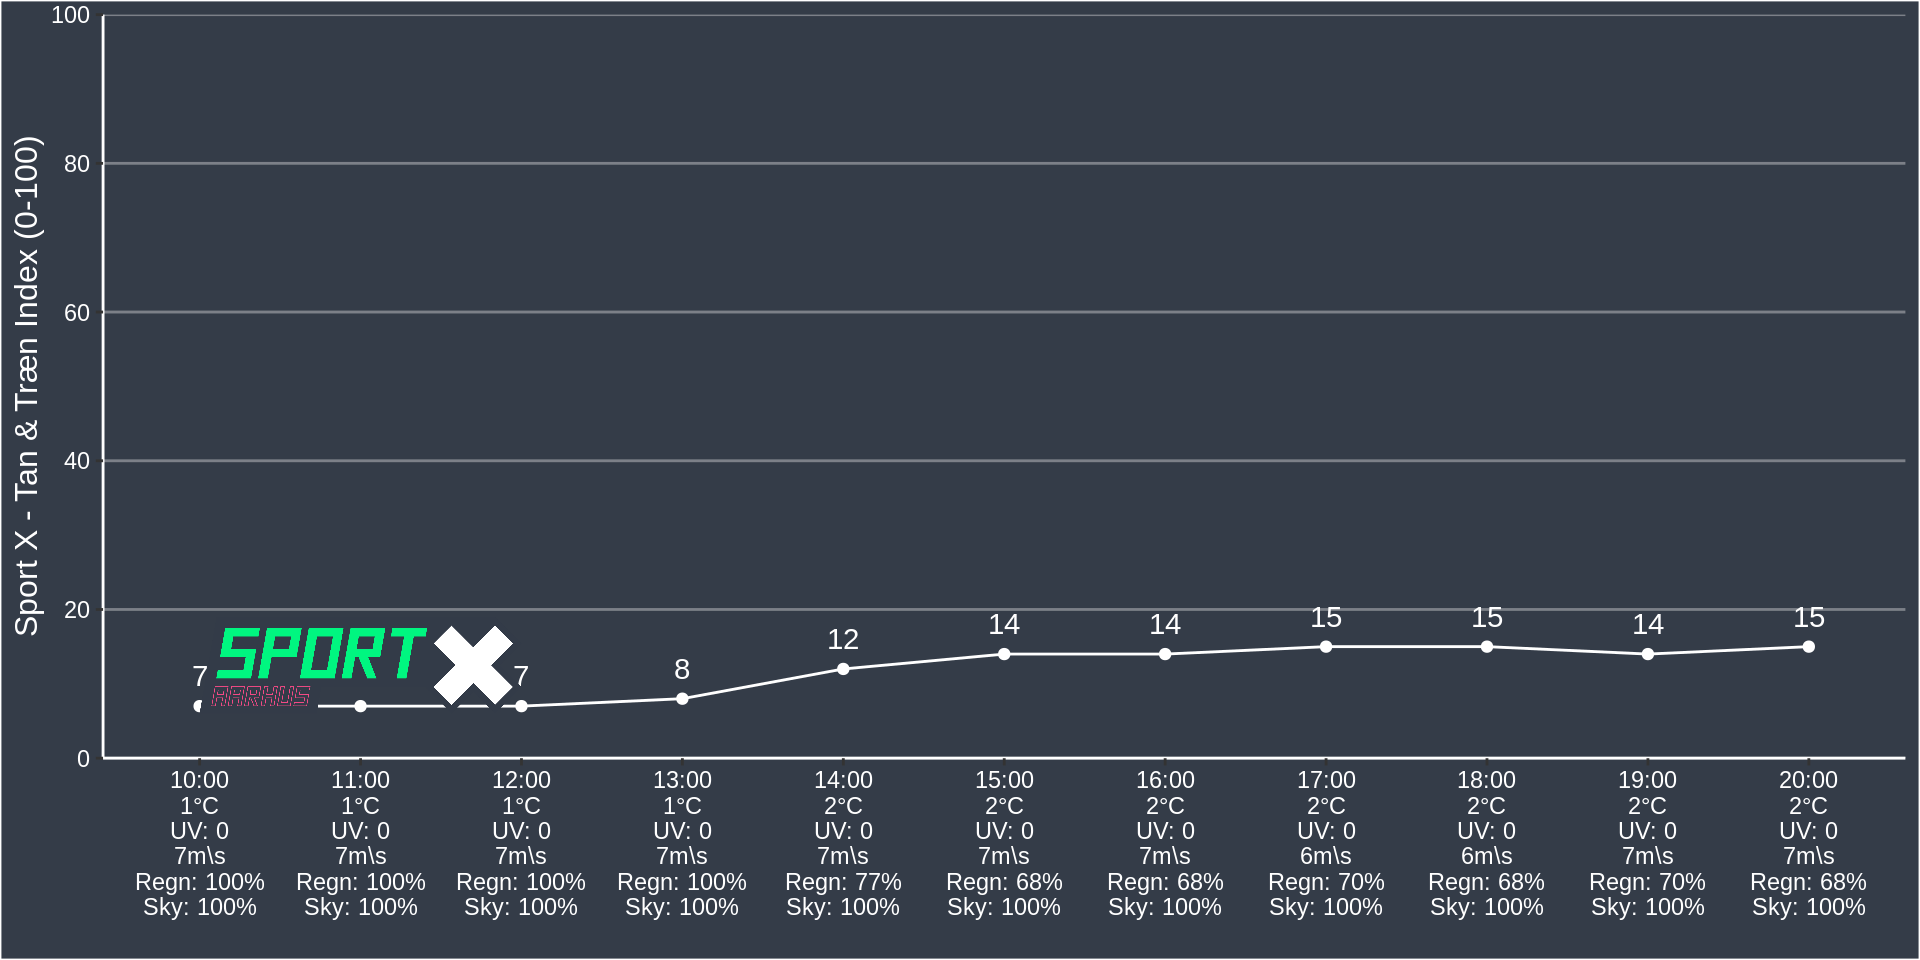 Sport X - Tan & Træn Index (0-100)
100
80
60
40
20
0
7
7
8
12
14
14
15
15
14
15
SPORT X
AARHUS
10:00 11:00 12:00 13:00 14:00 15:00 16:00 17:00 18:00 19:00 20:00
1°C 1°C 1°C 1°C 2°C 2°C 2°C 2°C 2°C 2°C 2°C
UV: 0 UV: 0 UV: 0 UV: 0 UV: 0 UV: 0 UV: 0 UV: 0 UV: 0 UV: 0 UV: 0
7m\s 7m\s 7m\s 7m\s 7m\s 7m\s 7m\s 6m\s 6m\s 7m\s 7m\s
Regn: 100% Regn: 100% Regn: 100% Regn: 100% Regn: 77% Regn: 68% Regn: 68% Regn: 70% Regn: 68% Regn: 70% Regn: 68%
Sky: 100% Sky: 100% Sky: 100% Sky: 100% Sky: 100% Sky: 100% Sky: 100% Sky: 100% Sky: 100% Sky: 100% Sky: 100%